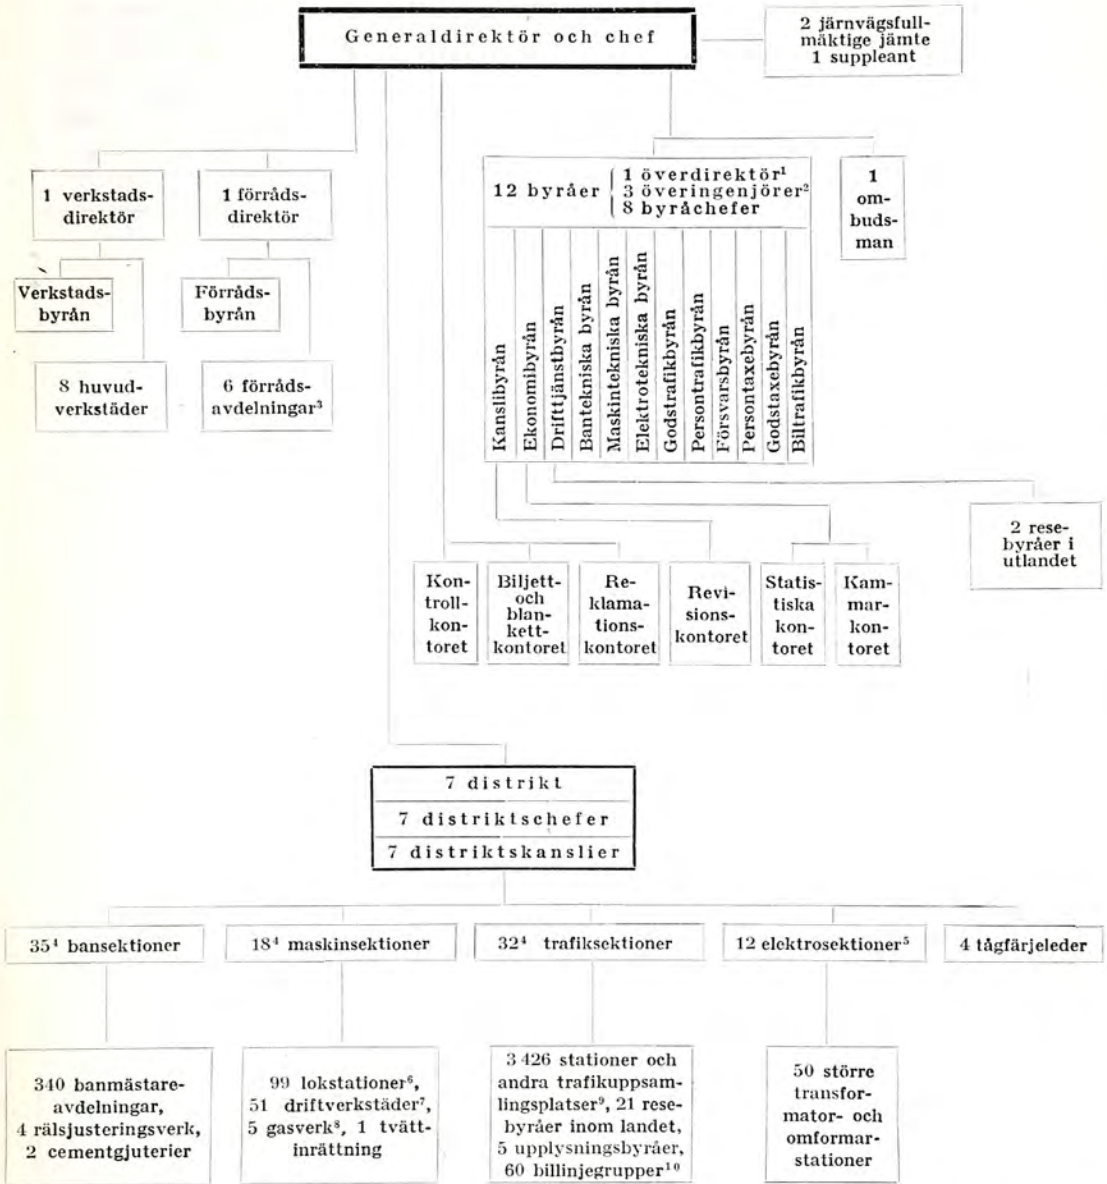 Generaldirektör och chef
2 järnvägsfull-
mäktige jämte
1 suppleant
1 verkstads-
direktör
1 förråds-
direktör
12 byråer
1 överdirektör¹
3 överingenjörer²
8 byråchefer
1
om-
buds-
man
Verkstads-
byrån
Förråds-
byrån
8 huvud-
verkstäder
6 förråds-
avdelningar³
Kanslibyrån
Ekonomibyrån
Drifttjänstbyrån
Bantekniska byrån
Maskintekniska byrån
Elektrotekniska byrån
Godstrafikbyrån
Persontrafikbyrån
Försvarsbyrån
Persontaxebyrån
Godstaxebyrån
Biltrafikbyrån
2 rese-
byråer i
utlandet
Kon-
troll-
kon-
toret
Biljett-
och
blan-
kett-
kontoret
Re-
klama-
tions-
kontoret
Revi-
sions-
kontoret
Statis-
tiska
kon-
toret
Kam-
mar-
kon-
toret
7 distrikt
7 distriktschefer
7 distriktskanslier
35⁴ bansektioner
18⁴ maskinsektioner
32⁴ trafiksektioner
12 elektrosektioner⁵
4 tågfärjeleder
340 banmästare-
avdelningar,
4 rälsjusteringsverk,
2 cementgjuterier
99 lokstationer⁶,
51 driftverkstäder⁷,
5 gasverk⁸, 1 tvätt-
inrättning
3 426 stationer och
andra trafikuppsam-
lingsplatser⁹, 21 rese-
byråer inom landet,
5 upplysningsbyråer,
60 billinjegrupper¹⁰
50 större
transfor-
mator- och
omformar-
stationer